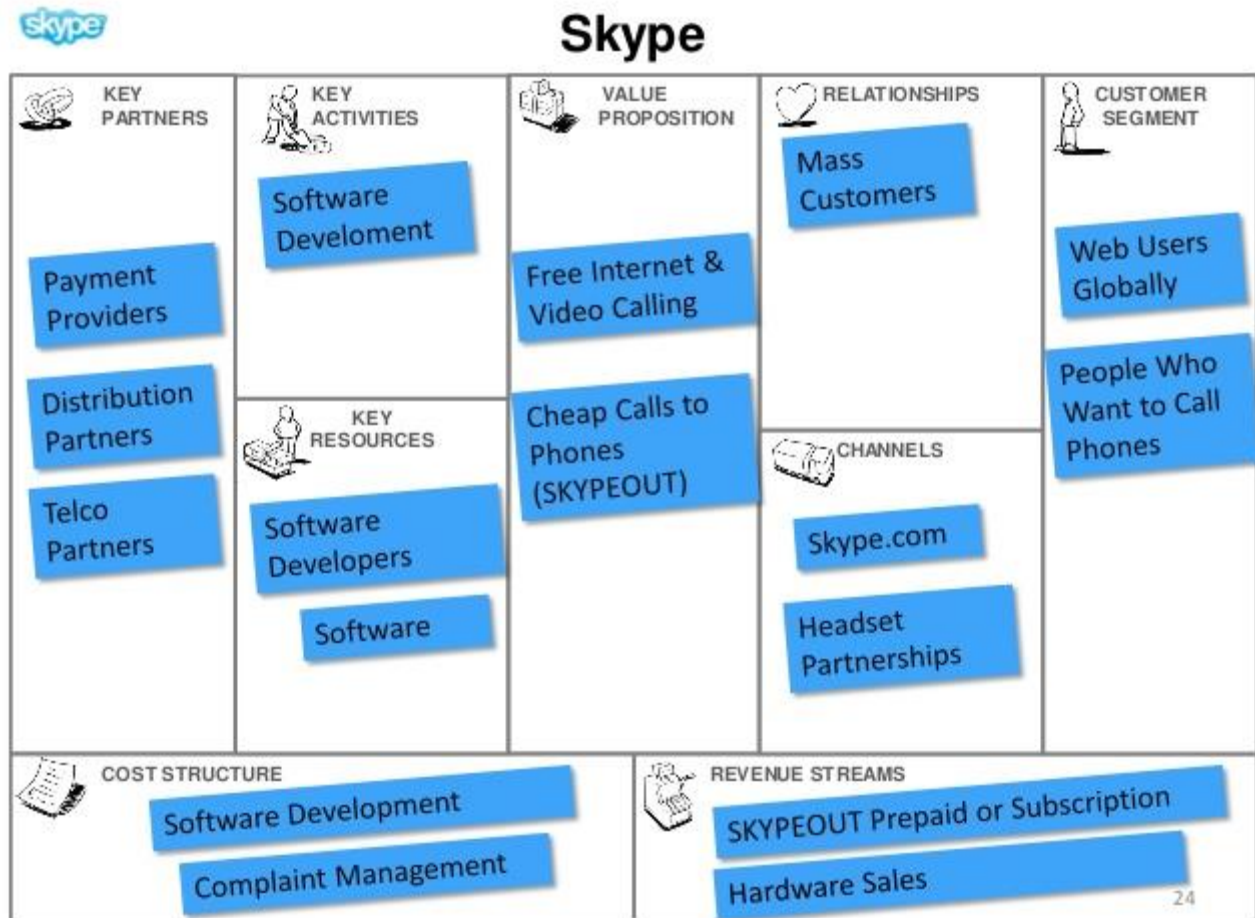 skype
Skype
KEY
PARTNERS
Payment
Providers
Distribution
Partners
Telco
Partners
KEY
ACTIVITIES
Software
Develoment
KEY
RESOURCES
Software
Developers
Software
VALUE
PROPOSITION
Free Internet &
Video Calling
Cheap Calls to
Phones
(SKYPEOUT)
RELATIONSHIPS
Mass
Customers
CHANNELS
Skype.com
Headset
Partnerships
CUSTOMER
SEGMENT
Web Users
Globally
People Who
Want to Call
Phones
COST STRUCTURE
Software Development
Complaint Management
REVENUE STREAMS
SKYPEOUT Prepaid or Subscription
Hardware Sales
24